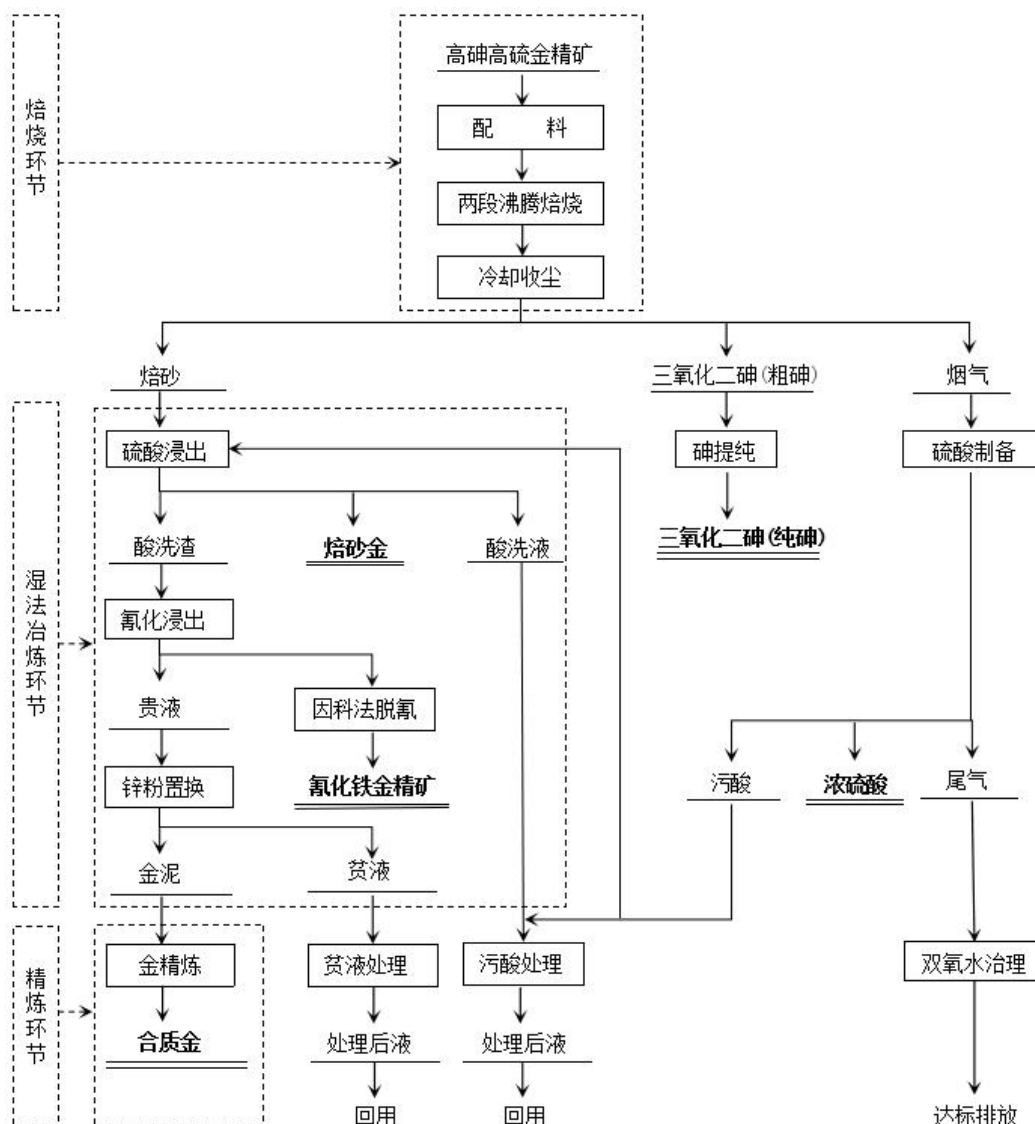 高砷高硫金精矿
配 料
两段沸腾焙烧
冷却收尘
焙烧环节
焙砂
三氧化二砷(粗砷)
烟气
硫酸浸出
砷提纯
硫酸制备
酸洗渣
焙砂金
酸洗液
三氧化二砷(纯砷)
氰化浸出
湿法冶炼环节
贵液
因科法脱氰
锌粉置换
氰化铁金精矿
污酸
浓硫酸
尾气
金泥
贫液
金精炼
贫液处理
污酸处理
双氧水治理
精炼环节
合质金
处理后液
处理后液
回用
回用
达标排放